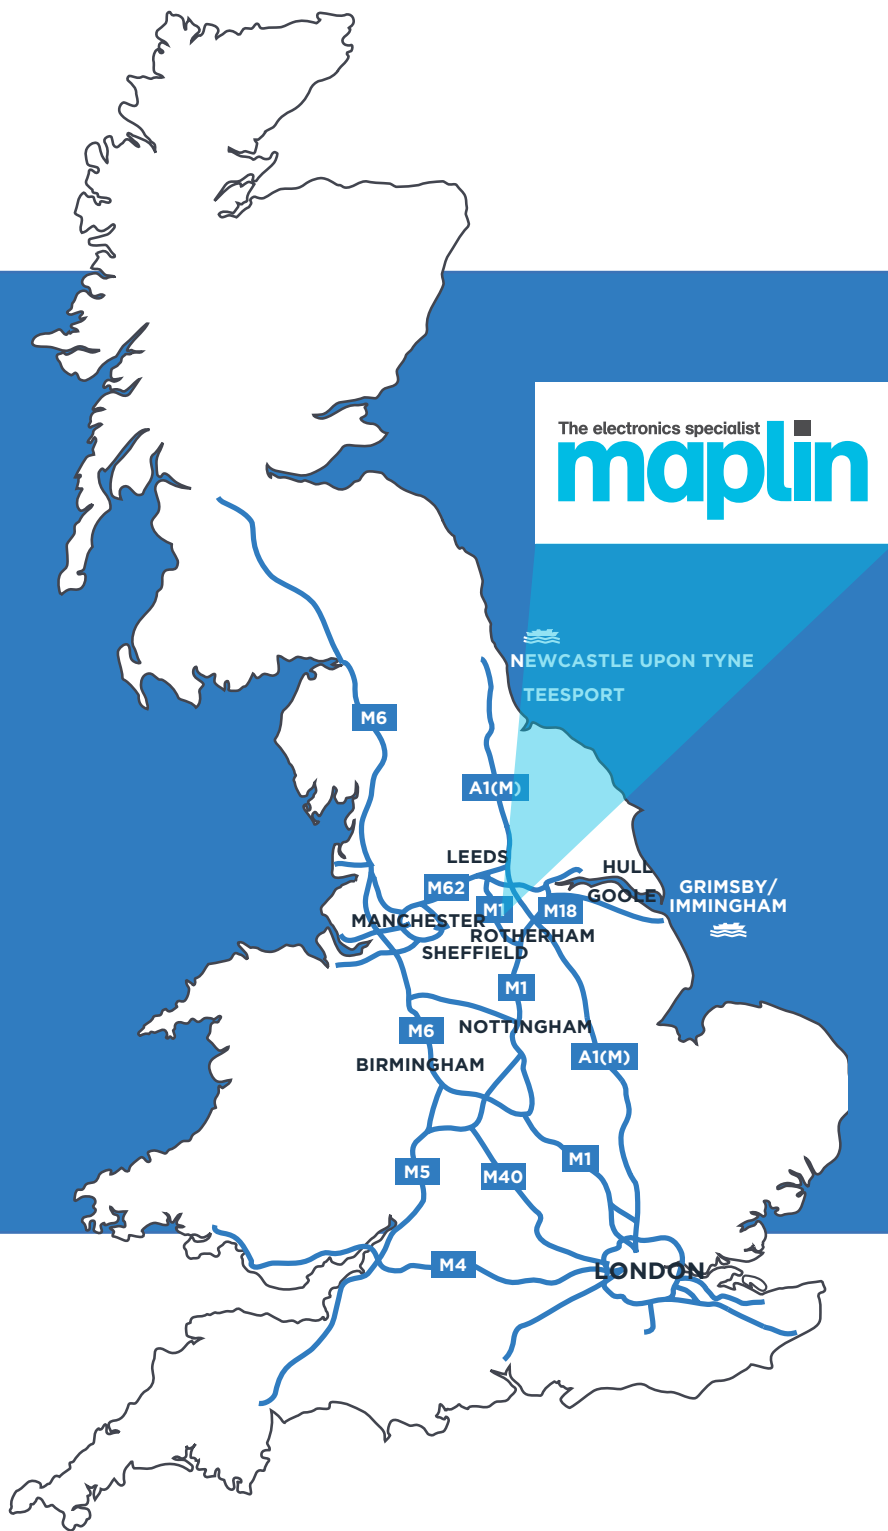 The electronics specialist
maplin
NEWCASTLE UPON TYNE
TEESPORT
M6
A1(M)
LEEDS
HULL
M62
GOOLE
GRIMSBY/
IMMINGHAM
M1
M18
MANCHESTER
ROTHERHAM
SHEFFIELD
M1
M6
NOTTINGHAM
A1(M)
BIRMINGHAM
M1
M5
M40
M4
LONDON